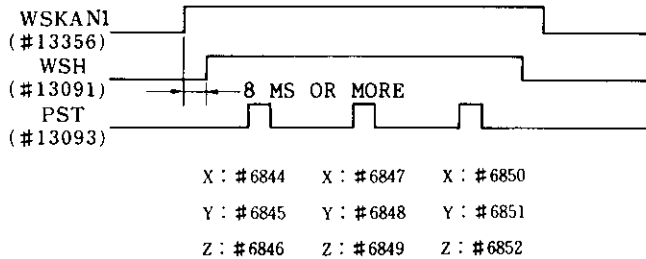 WSKAN1
(#13356)
WSH
(#13091)
8 MS OR MORE
PST
(#13093)
X : #6844 X : #6847 X : #6850
Y : #6845 Y : #6848 Y : #6851
Z : #6846 Z : #6849 Z : #6852